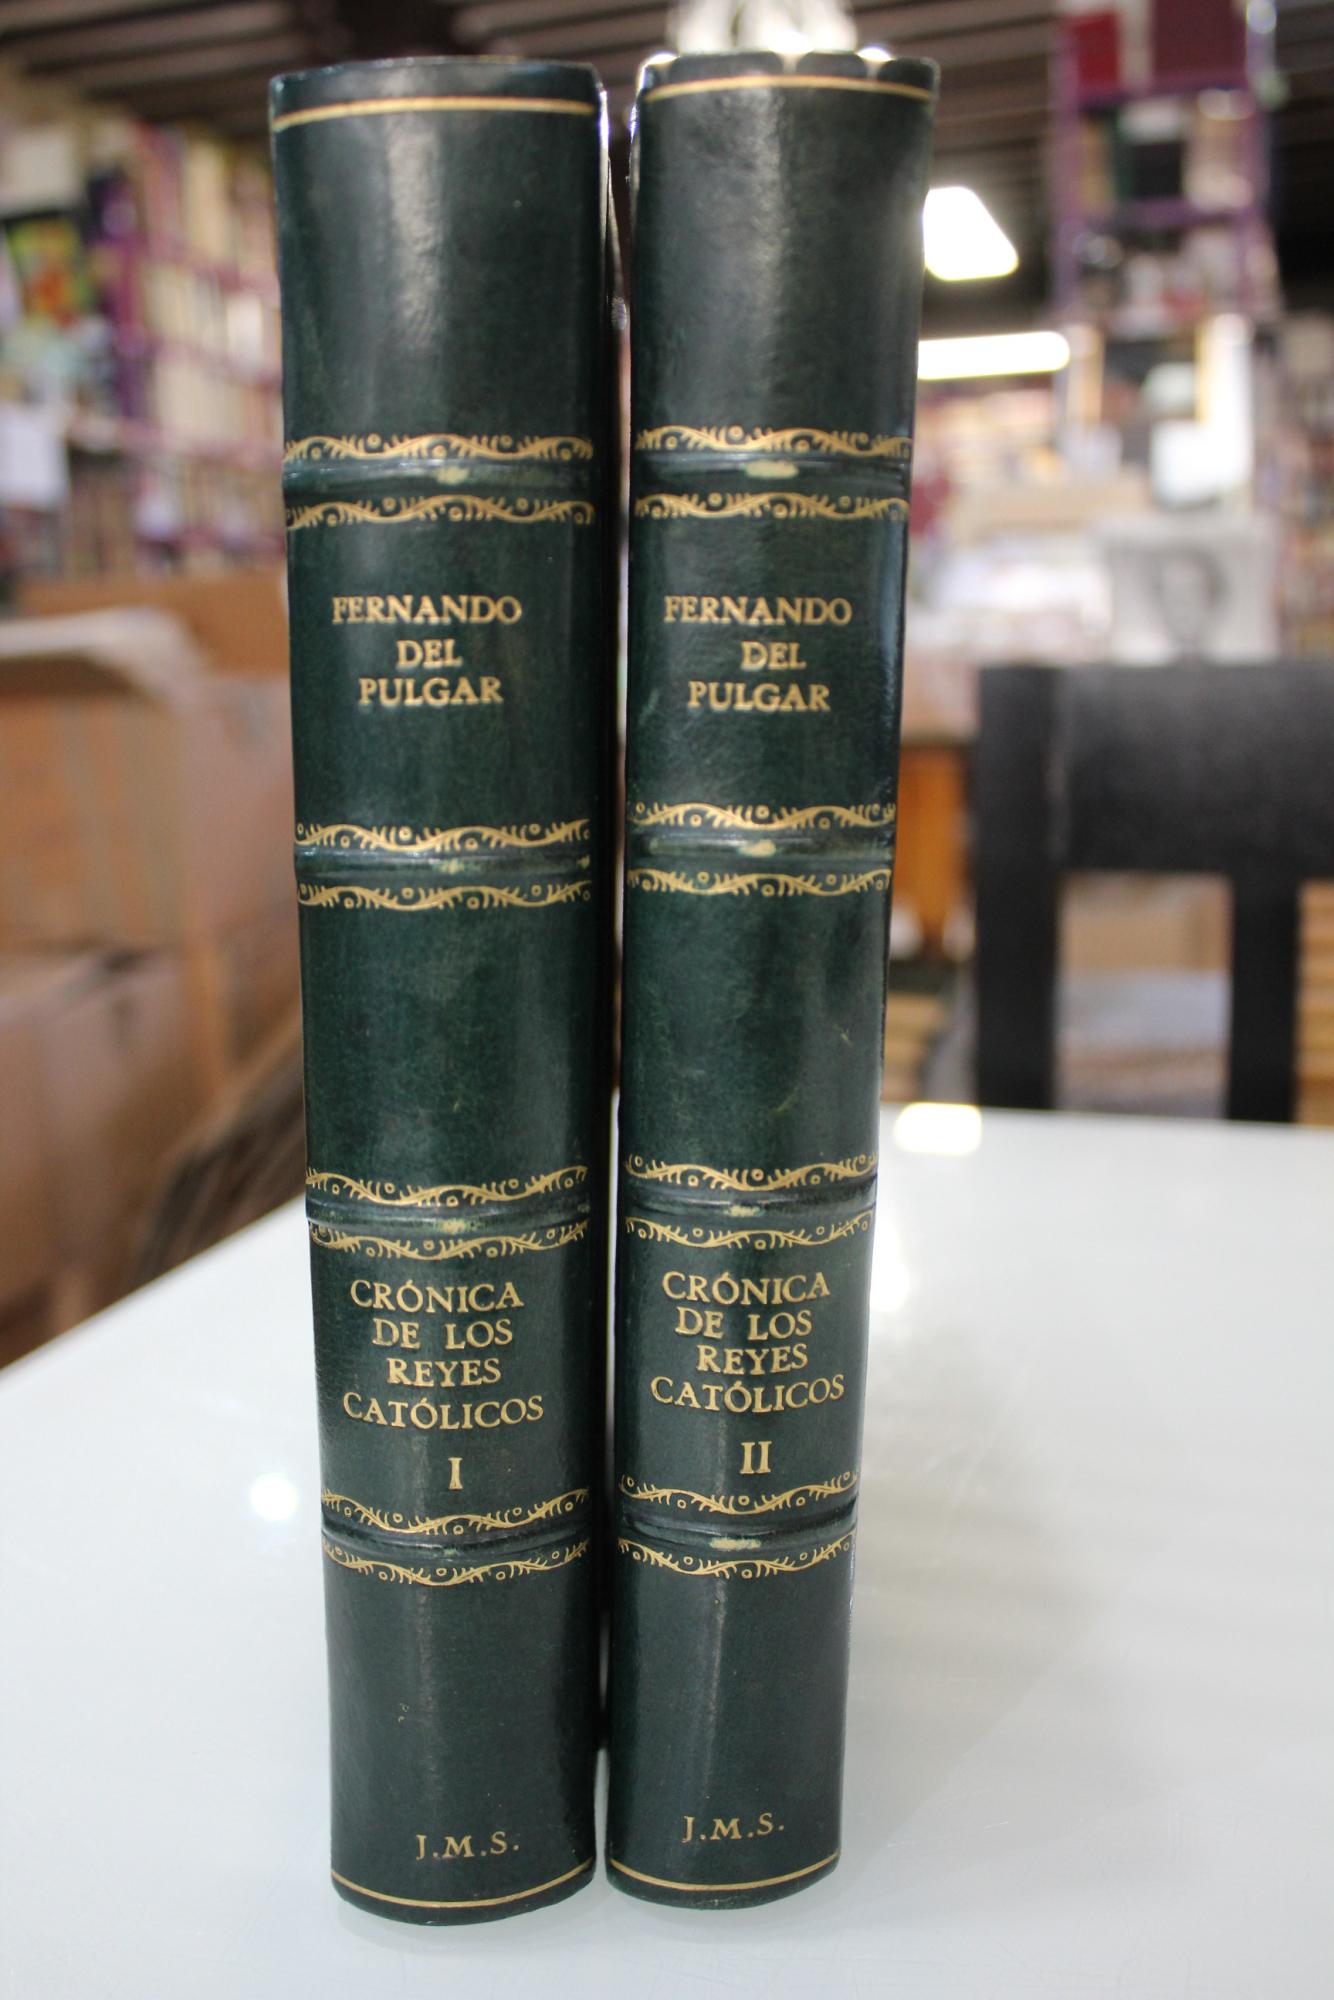 FERNANDO
DEL
PULGAR
CRÓNICA
DE LOS
REYES
CATÓLICOS
I
J.M.S.
FERNANDO
DEL
PULGAR
CRÓNICA
DE LOS
REYES
CATÓLICOS
II
J.M.S.